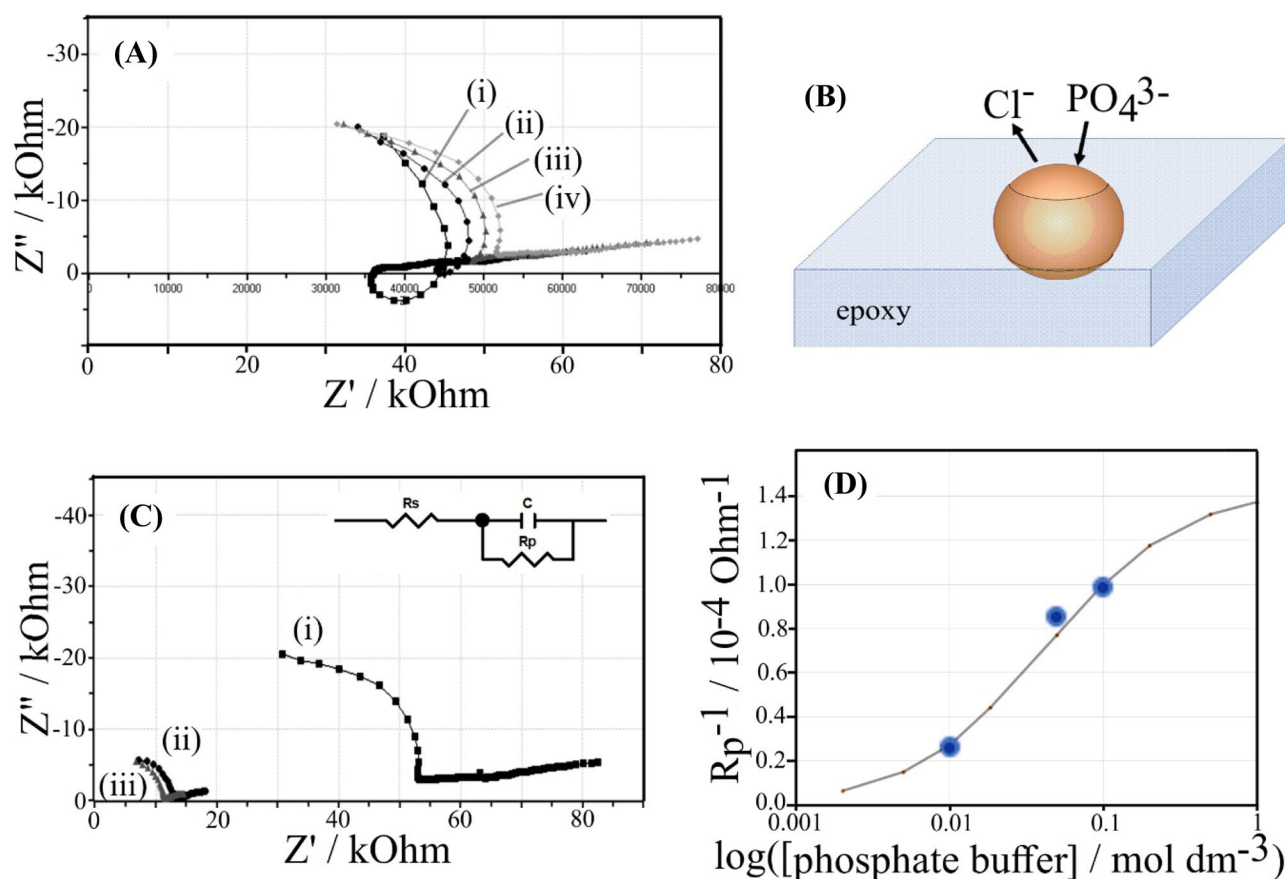 (A)
Z'' / kOhm
-30
-20
-10
0
(i)
(ii)
(iii)
(iv)
10000 20000 30000 40000 50000 60000 70000 80000
0 20 40 60 80
Z' / kOhm
(B)
Cl⁻ PO₄³⁻
epoxy
(C)
Z'' / kOhm
-40
-30
-20
-10
0
Rs C
Rp
(i)
(ii)
(iii)
0 20 40 60 80
Z' / kOhm
(D)
Rp⁻¹ / 10⁻⁴ Ohm⁻¹
1.4
1.2
1.0
0.8
0.6
0.4
0.2
0.0
0.001 0.01 0.1 1
log([phosphate buffer] / mol dm⁻³)